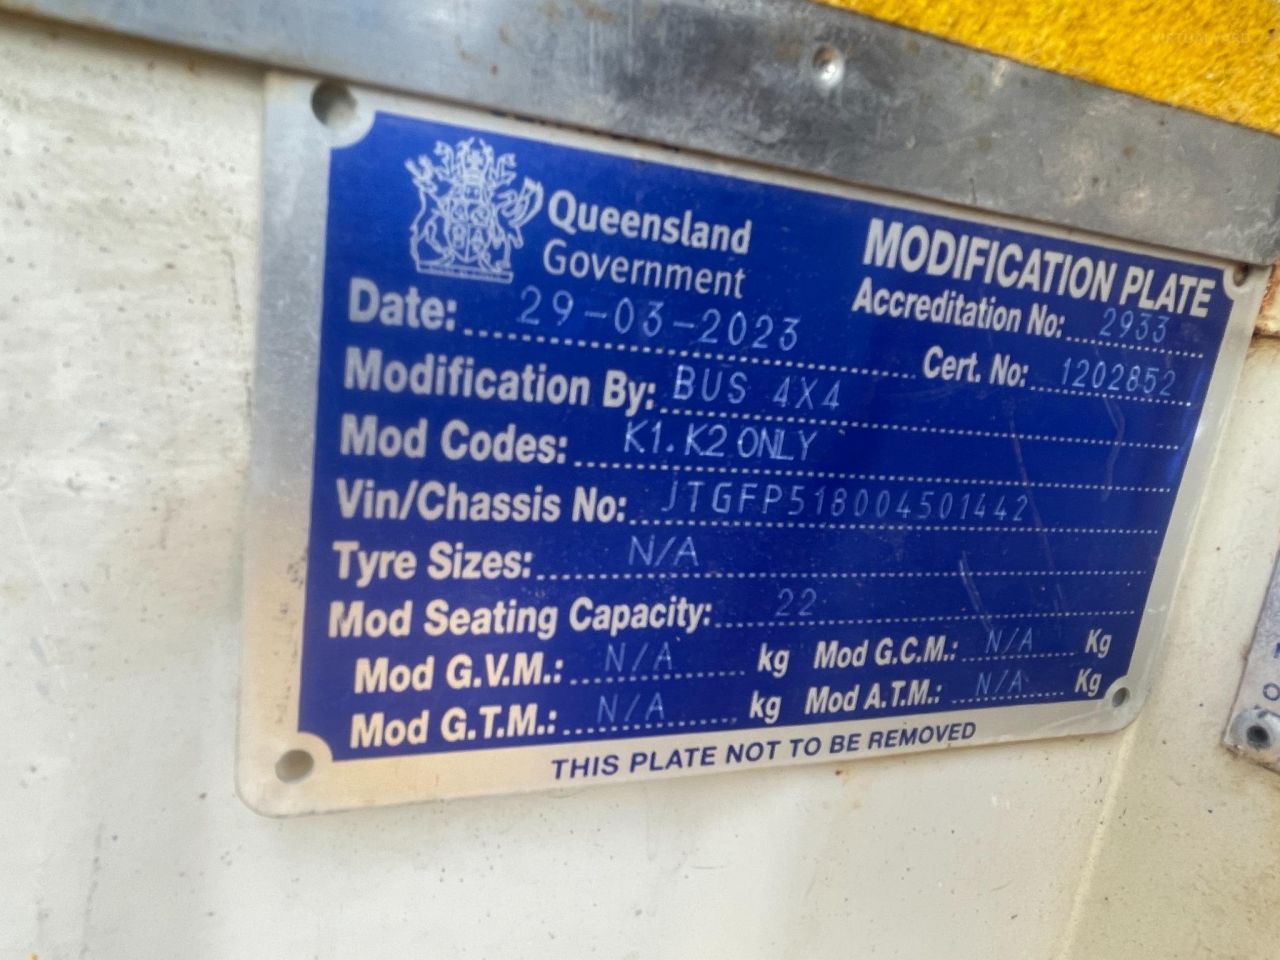 Queensland
Government
MODIFICATION PLATE
Accreditation No: 2933
Date: 29-03-2023
Cert. No: 1202852
Modification By: BUS 4X4
Mod Codes: K1. K2 ONLY
Vin/Chassis No: JTGFP518004501442
Tyre Sizes: N/A
Mod Seating Capacity: 22
Mod G.V.M.: N/A kg Mod G.C.M.: N/A Kg
Mod G.T.M.: N/A kg Mod A.T.M.: N/A Kg
THIS PLATE NOT TO BE REMOVED